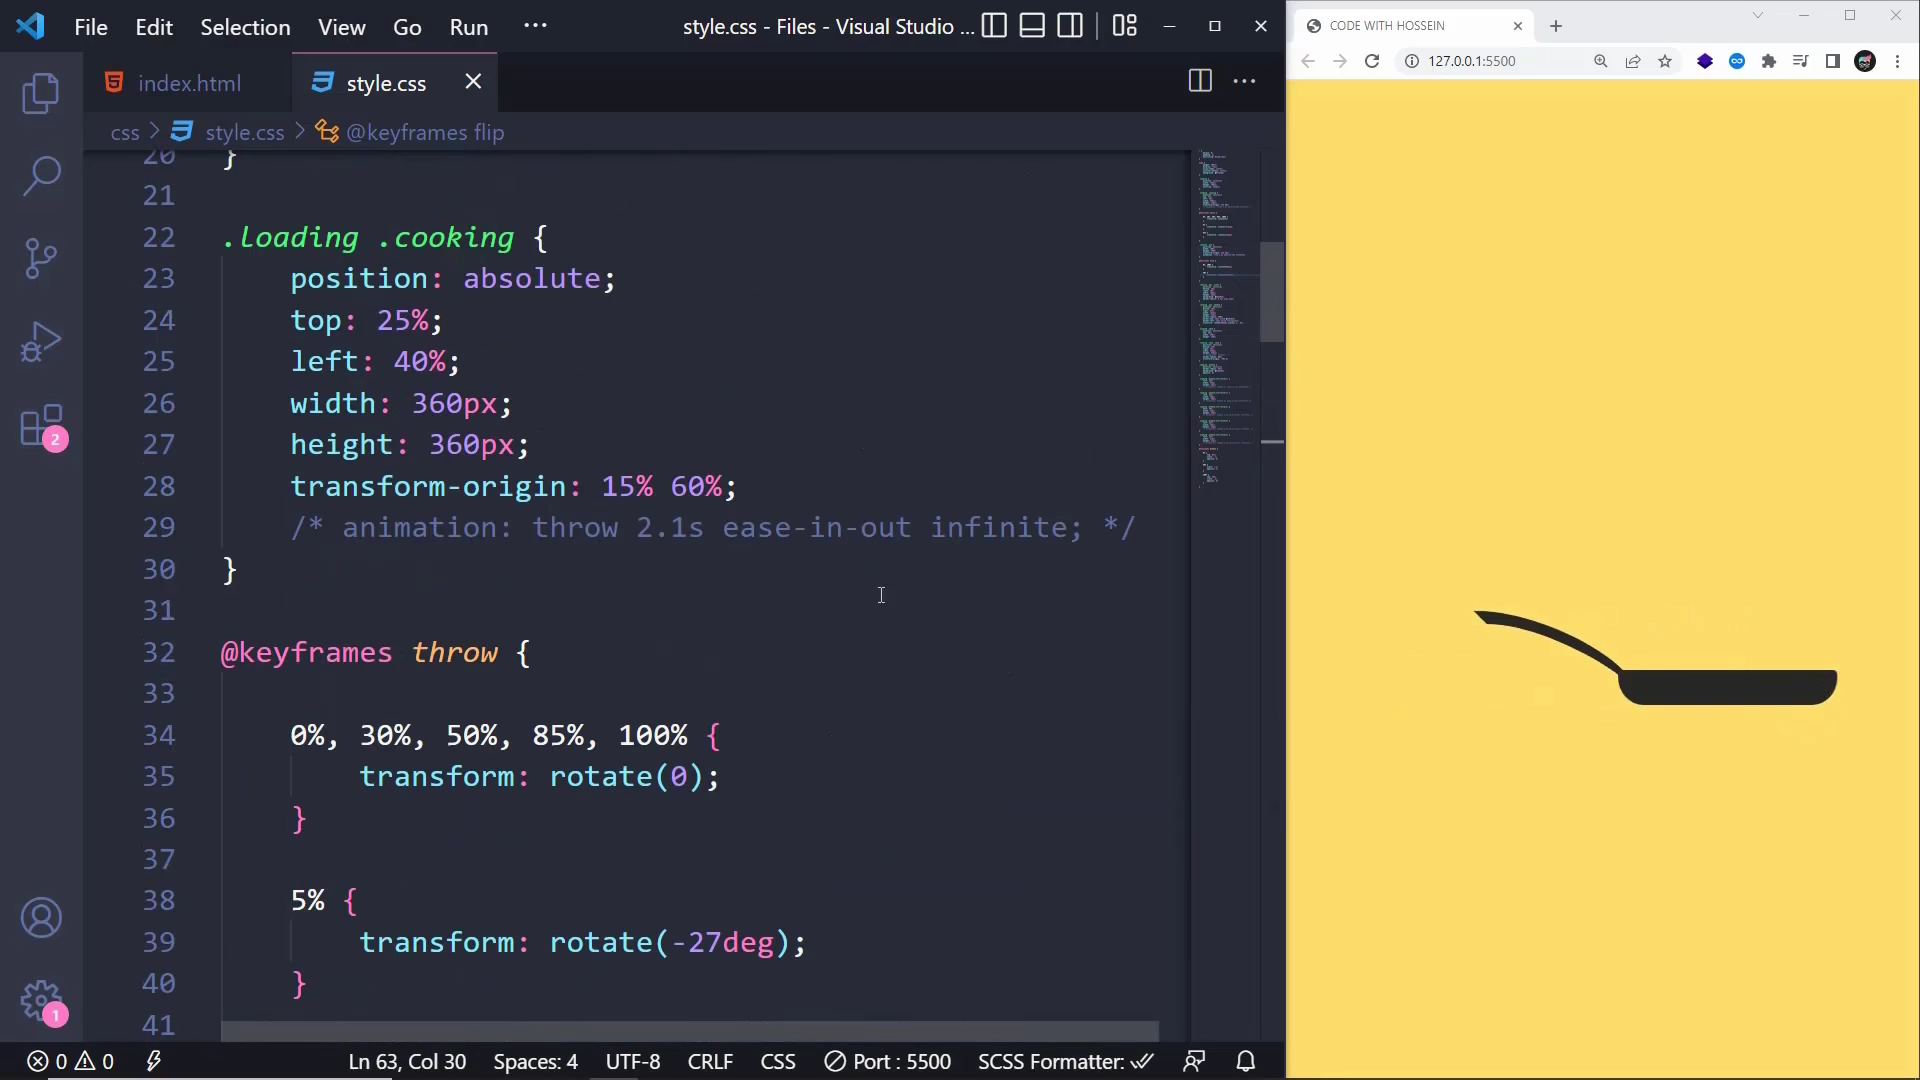 File Edit Selection View Go Run ··· style.css - Files - Visual Studio ...
index.html style.css
css > style.css > @keyframes flip
20 }
21
22 .loading .cooking {
23 position: absolute;
24 top: 25%;
25 left: 40%;
26 width: 360px;
27 height: 360px;
28 transform-origin: 15% 60%;
29 /* animation: throw 2.1s ease-in-out infinite; */
30 }
31
32 @keyframes throw {
33
34 0%, 30%, 50%, 85%, 100% {
35 transform: rotate(0);
36 }
37
38 5% {
39 transform: rotate(-27deg);
40 }
41
2
1
0 0 Ln 63, Col 30 Spaces: 4 UTF-8 CRLF CSS Port : 5500 SCSS Formatter:
CODE WITH HOSSEIN
127.0.0.1:5500